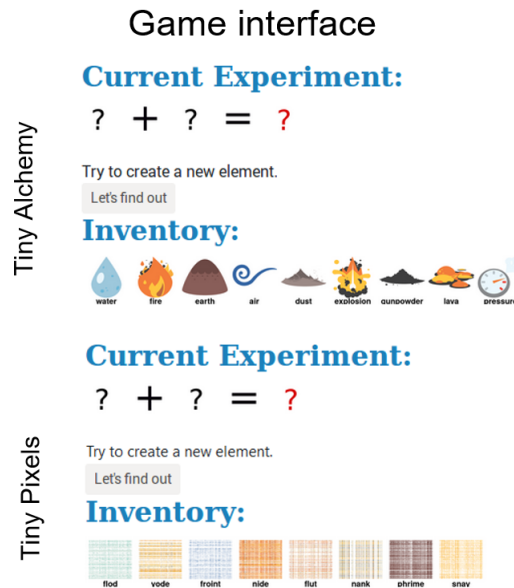 Game interface
Tiny Alchemy
Current Experiment:
? + ? = ?
Try to create a new element.
Let's find out
Inventory:
water fire earth air dust explosion gunpowder lava pressure
Tiny Pixels
Current Experiment:
? + ? = ?
Try to create a new element.
Let's find out
Inventory:
flod vode froint nide flut nank phrime snav